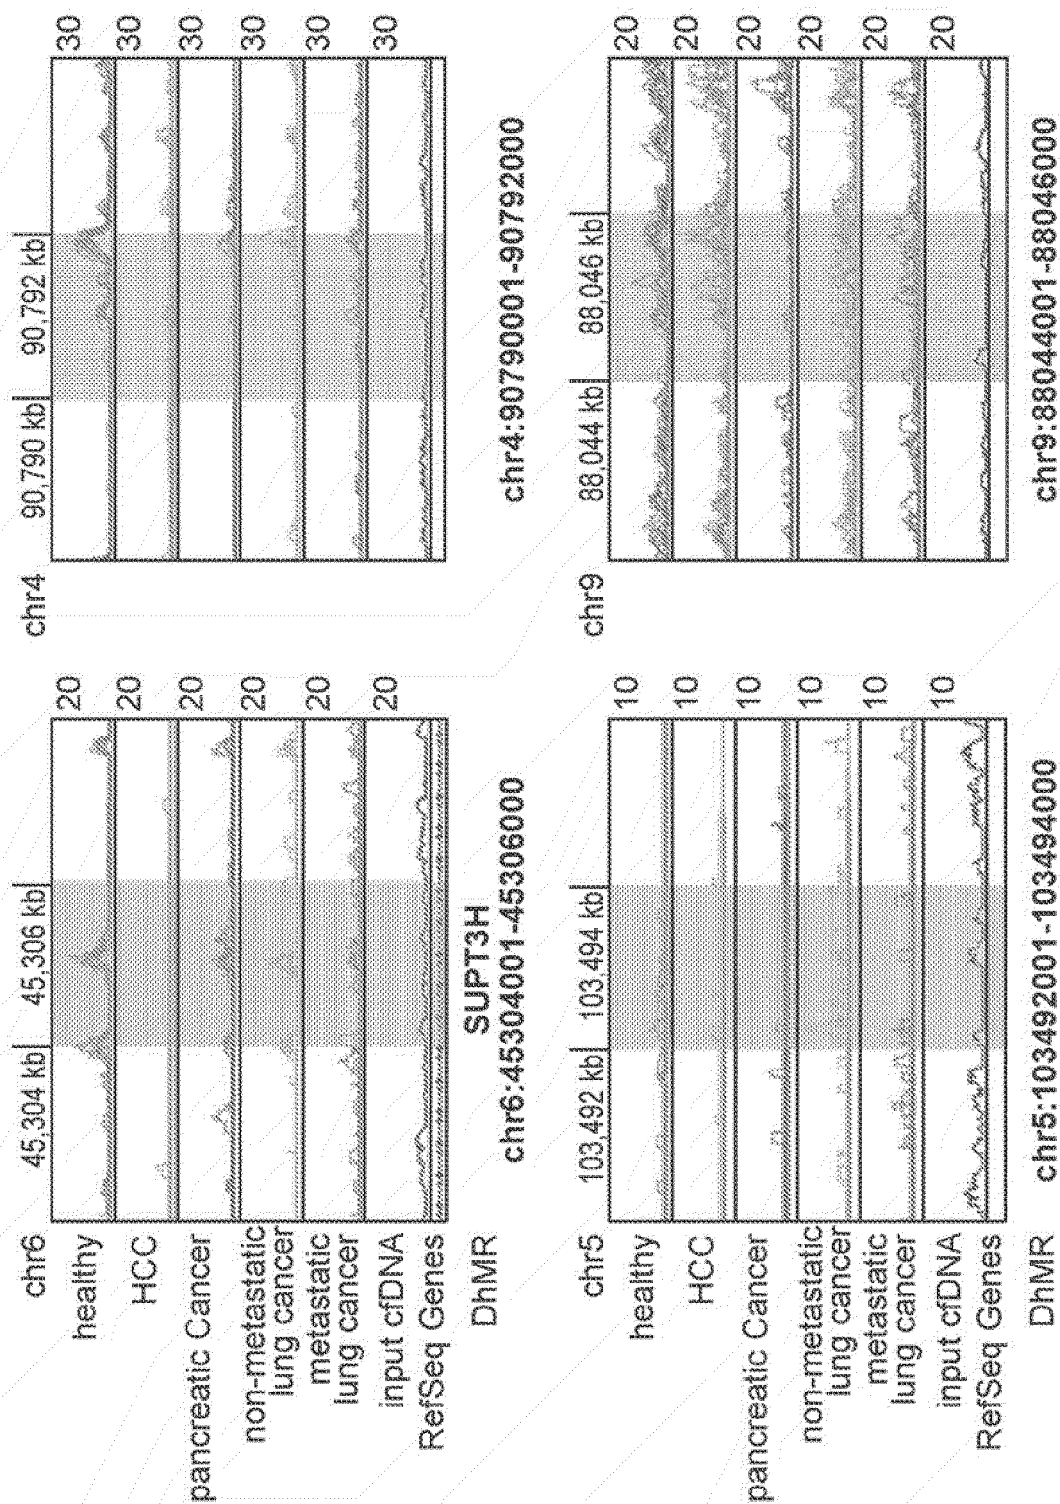 chr6
45,304 kb
45,306 kb
healthy
20
HCC
20
pancreatic Cancer
20
non-metastatic
lung cancer
20
metastatic
lung cancer
20
input cfDNA
20
RefSeq Genes
SUPT3H
DhMR
chr6:45304001-45306000
chr4
90,790 kb
90,792 kb
30
30
30
30
30
30
chr4:90790001-90792000
chr5
103,492 kb
103,494 kb
healthy
10
HCC
10
pancreatic Cancer
10
non-metastatic
lung cancer
10
metastatic
lung cancer
10
input cfDNA
10
RefSeq Genes
DhMR
chr5:103492001-103494000
chr9
88,044 kb
88,046 kb
20
20
20
20
20
20
chr9:88044001-88046000